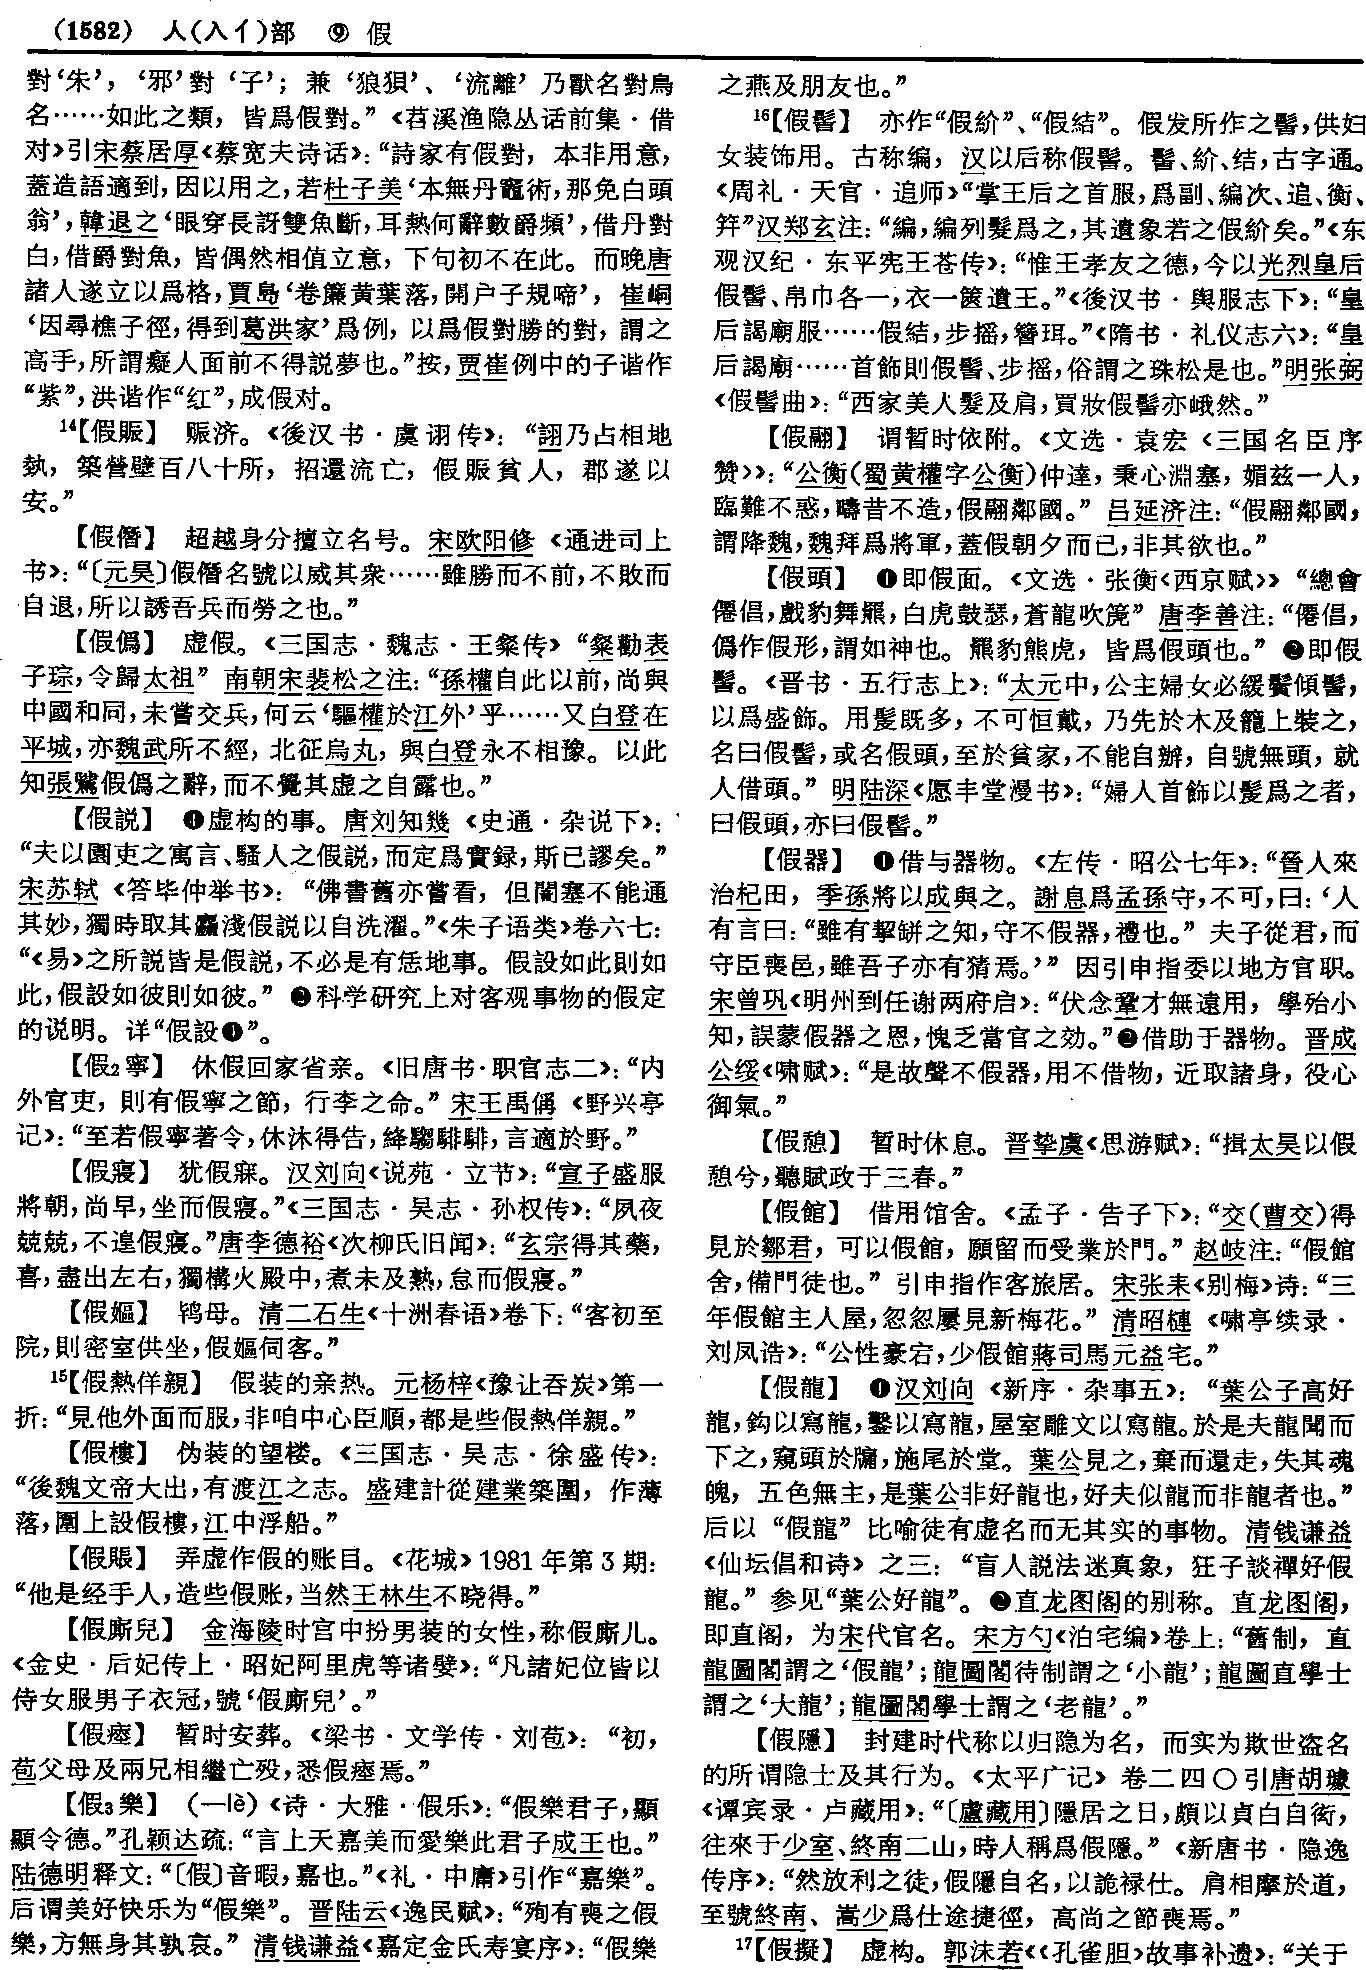 (1582) 人(入亻)部 ⑨ 假
對‘朱’，‘邪’對‘子’；兼‘狼狽’、‘流離’乃獸名對鳥
名……如此之類，皆爲假對。”《苕溪渔隐丛话前集·借
对》引宋蔡居厚《蔡宽夫诗话》：“詩家有假對，本非用意，
蓋造語適到，因以用之，若杜子美‘本無丹竈術，那免白頭
翁’，韓退之‘眼穿長訝雙魚斷，耳熱何辭數爵頻’，借丹對
白，借爵對魚，皆偶然相值立意，下句初不在此。而晚唐
諸人遂立以爲格，賈島‘卷簾黄葉落，開户子規啼’，崔峒
‘因尋樵子徑，得到葛洪家’爲例，以爲假對勝的對，謂之
高手，所謂癡人面前不得説夢也。”按，贾崔例中的子谐作
“紫”，洪谐作“红”，成假对。
¹⁴【假賑】 赈济。《後汉书·虞诩传》：“詡乃占相地
埶，築營壁百八十所，招還流亡，假賑貧人，郡遂以
安。”
【假僭】 超越身分擅立名号。宋欧阳修《通进司上
书》：“〔元昊〕假僭名號以威其衆……雖勝而不前，不敗而
自退，所以誘吾兵而勞之也。”
【假僞】 虚假。《三国志·魏志·王粲传》“粲勸表
子琮，令歸太祖”南朝宋裴松之注：“孫權自此以前，尚與
中國和同，未嘗交兵，何云‘驅權於江外’乎……又白登在
平城，亦魏武所不經，北征烏丸，與白登永不相豫。以此
知張騭假僞之辭，而不覺其虚之自露也。”
【假説】 ❶虚构的事。唐刘知幾《史通·杂说下》：
“夫以園吏之寓言、騷人之假説，而定爲實録，斯已謬矣。”
宋苏轼《答毕仲举书》：“佛書舊亦嘗看，但闇塞不能通
其妙，獨時取其麤淺假説以自洗濯。”《朱子语类》卷六七：
“《易》之所説皆是假説，不必是有恁地事。假設如此則如
此，假設如彼則如彼。”❷科学研究上对客观事物的假定
的说明。详“假設❶”。
【假₂寧】 休假回家省亲。《旧唐书·职官志二》：“内
外官吏，則有假寧之節，行李之命。”宋王禹偁《野兴亭
记》：“至若假寧著令，休沐得告，絳騶騑騑，言適於野。”
【假寢】 犹假寐。汉刘向《说苑·立节》：“宣子盛服
將朝，尚早，坐而假寢。”《三国志·吴志·孙权传》：“夙夜
兢兢，不遑假寢。”唐李德裕《次柳氏旧闻》：“玄宗得其藥，
喜，盡出左右，獨構火殿中，煮未及熟，怠而假寢。”
【假嫗】 鸨母。清二石生《十洲春语》卷下：“客初至
院，則密室供坐，假嫗伺客。”
¹⁵【假熱佯親】 假装的亲热。元杨梓《豫让吞炭》第一
折：“見他外面而服，非咱中心臣順，都是些假熱佯親。”
【假樓】 伪装的望楼。《三国志·吴志·徐盛传》：
“後魏文帝大出，有渡江之志。盛建計從建業築圍，作薄
落，圍上設假樓，江中浮船。”
【假賬】 弄虚作假的账目。《花城》1981年第3期：
“他是经手人，造些假账，当然王林生不晓得。”
【假廝兒】 金海陵时宫中扮男装的女性，称假廝儿。
《金史·后妃传上·昭妃阿里虎等诸嬖》：“凡諸妃位皆以
侍女服男子衣冠，號‘假廝兒’。”
【假瘞】 暂时安葬。《梁书·文学传·刘苞》：“初，
苞父母及兩兄相繼亡殁，悉假瘞焉。”
【假₃樂】 （—lè）《诗·大雅·假乐》：“假樂君子，顯
顯令德。”孔颖达疏：“言上天嘉美而愛樂此君子成王也。”
陆德明释文：“〔假〕音暇，嘉也。”《礼·中庸》引作“嘉樂”。
后谓美好快乐为“假樂”。晋陆云《逸民赋》：“殉有喪之假
樂，方無身其孰哀。”清钱谦益《嘉定金氏寿宴序》：“假樂
之燕及朋友也。”
¹⁶【假髻】 亦作“假紒”、“假結”。假发所作之髻，供妇
女装饰用。古称编，汉以后称假髻。髻、紒、结，古字通。
《周礼·天官·追师》“掌王后之首服，爲副、編次、追、衡、
笄”汉郑玄注：“編，編列髮爲之，其遺象若之假紒矣。”《东
观汉纪·东平宪王苍传》：“惟王孝友之德，今以光烈皇后
假髻、帛巾各一，衣一篋遺王。”《後汉书·舆服志下》：“皇
后謁廟服……假結，步摇，簪珥。”《隋书·礼仪志六》：“皇
后謁廟……首飾則假髻、步摇，俗謂之珠松是也。”明张弼
《假髻曲》：“西家美人髮及肩，買妝假髻亦峨然。”
【假翮】 谓暂时依附。《文选·袁宏〈三国名臣序
赞〉》：“公衡（蜀黄權字公衡）仲達，秉心淵塞，媚兹一人，
臨難不惑，疇昔不造，假翮鄰國。”吕延济注：“假翮鄰國，
謂降魏，魏拜爲將軍，蓋假朝夕而已，非其欲也。”
【假頭】 ❶即假面。《文选·张衡〈西京赋〉》“總會
僊倡，戲豹舞羆，白虎鼓瑟，蒼龍吹篪”唐李善注：“僊倡，
僞作假形，謂如神也。羆豹熊虎，皆爲假頭也。”❷即假
髻。《晋书·五行志上》：“太元中，公主婦女必緩鬢傾髻，
以爲盛飾。用髲既多，不可恒戴，乃先於木及籠上裝之，
名曰假髻，或名假頭，至於貧家，不能自辦，自號無頭，就
人借頭。”明陆深《愿丰堂漫书》：“婦人首飾以髲爲之者，
曰假頭，亦曰假髻。”
【假器】 ❶借与器物。《左传·昭公七年》：“晉人來
治杞田，季孫將以成與之。謝息爲孟孫守，不可，曰：‘人
有言曰：“雖有挈缾之知，守不假器，禮也。”夫子從君，而
守臣喪邑，雖吾子亦有猜焉。’”因引申指委以地方官职。
宋曾巩《明州到任谢两府启》：“伏念鞏才無遠用，學殆小
知，誤蒙假器之恩，愧乏當官之効。”❷借助于器物。晋成
公绥《啸赋》：“是故聲不假器，用不借物，近取諸身，役心
御氣。”
【假憩】 暂时休息。晋挚虞《思游赋》：“揖太昊以假
憩兮，聽賦政于三春。”
【假館】 借用馆舍。《孟子·告子下》：“交（曹交）得
見於鄒君，可以假館，願留而受業於門。”赵岐注：“假館
舍，備門徒也。”引申指作客旅居。宋张耒《别梅》诗：“三
年假館主人屋，忽忽屢見新梅花。”清昭槤《啸亭续录·
刘凤诰》：“公性豪宕，少假館蔣司馬元益宅。”
【假龍】 ❶汉刘向《新序·杂事五》：“葉公子高好
龍，鈎以寫龍，鑿以寫龍，屋室雕文以寫龍。於是夫龍聞而
下之，窺頭於牖，施尾於堂。葉公見之，棄而還走，失其魂
魄，五色無主，是葉公非好龍也，好夫似龍而非龍者也。”
后以“假龍”比喻徒有虚名而无其实的事物。清钱谦益
《仙坛倡和诗》之三：“盲人説法迷真象，狂子談禪好假
龍。”参见“葉公好龍”。❷直龙图阁的别称。直龙图阁，
即直阁，为宋代官名。宋方勺《泊宅编》卷上：“舊制，直
龍圖閣謂之‘假龍’；龍圖閣待制謂之‘小龍’；龍圖直學士
謂之‘大龍’；龍圖閣學士謂之‘老龍’。”
【假隱】 封建时代称以归隐为名，而实为欺世盗名
的所谓隐士及其行为。《太平广记》卷二四〇引唐胡璩
《谭宾录·卢藏用》：“〔盧藏用〕隱居之日，頗以貞白自衒，
往來于少室、終南二山，時人稱爲假隱。”《新唐书·隐逸
传序》：“然放利之徒，假隱自名，以詭禄仕。肩相摩於道，
至號終南、嵩少爲仕途捷徑，高尚之節喪焉。”
¹⁷【假擬】 虚构。郭沫若《〈孔雀胆〉故事补遗》：“关于